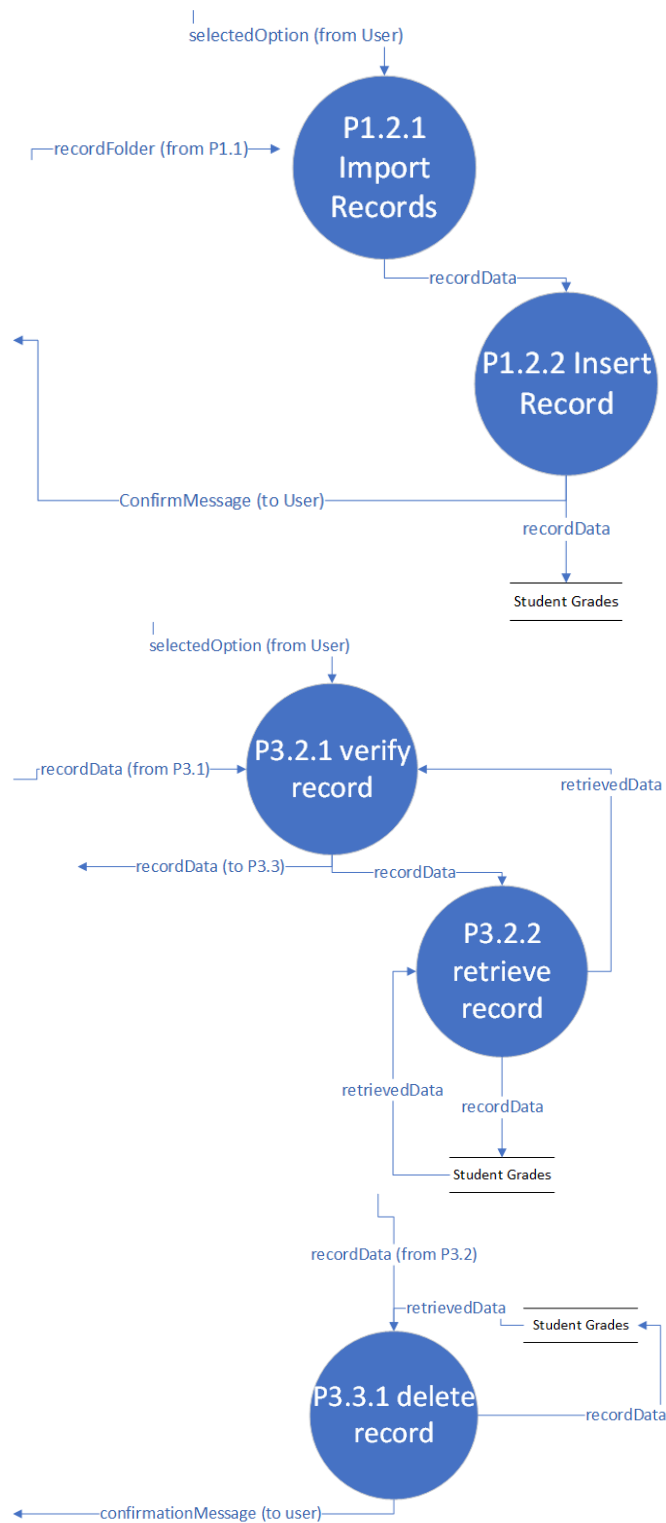 selectedOption (from User)
P1.2.1
Import
Records
recordFolder (from P1.1)
recordData
P1.2.2 Insert
Record
ConfirmMessage (to User)
recordData
Student Grades
selectedOption (from User)
P3.2.1 verify
record
recordData (from P3.1)
retrievedData
recordData (to P3.3)
recordData
P3.2.2
retrieve
record
retrievedData
recordData
Student Grades
recordData (from P3.2)
retrievedData
Student Grades
P3.3.1 delete
record
recordData
confirmationMessage (to user)